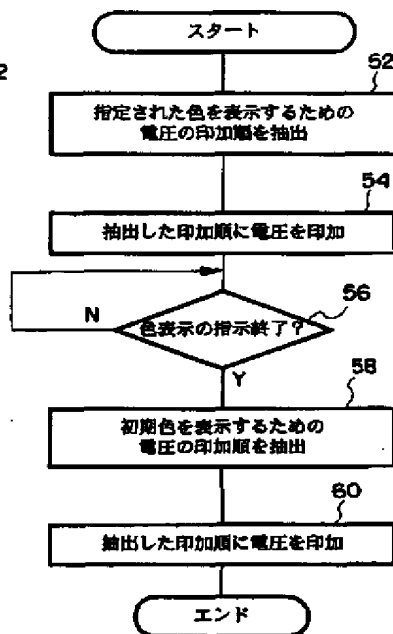 スタート
2
52
指定された色を表示するための
電圧の印加順を抽出
54
抽出した印加順に電圧を印加
56
色表示の指示終了?
N
Y
58
初期色を表示するための
電圧の印加順を抽出
60
抽出した印加順に電圧を印加
エンド